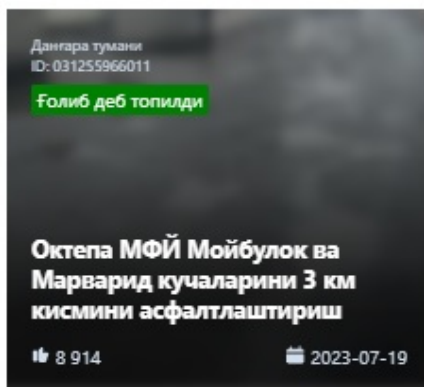 Данғара тумани
ID: 031255966011
Ғолиб деб топилди
Октепа МФЙ Мойбулок ва
Марварид кучаларини 3 км
кисмини асфалтлаштириш
8 914
2023-07-19